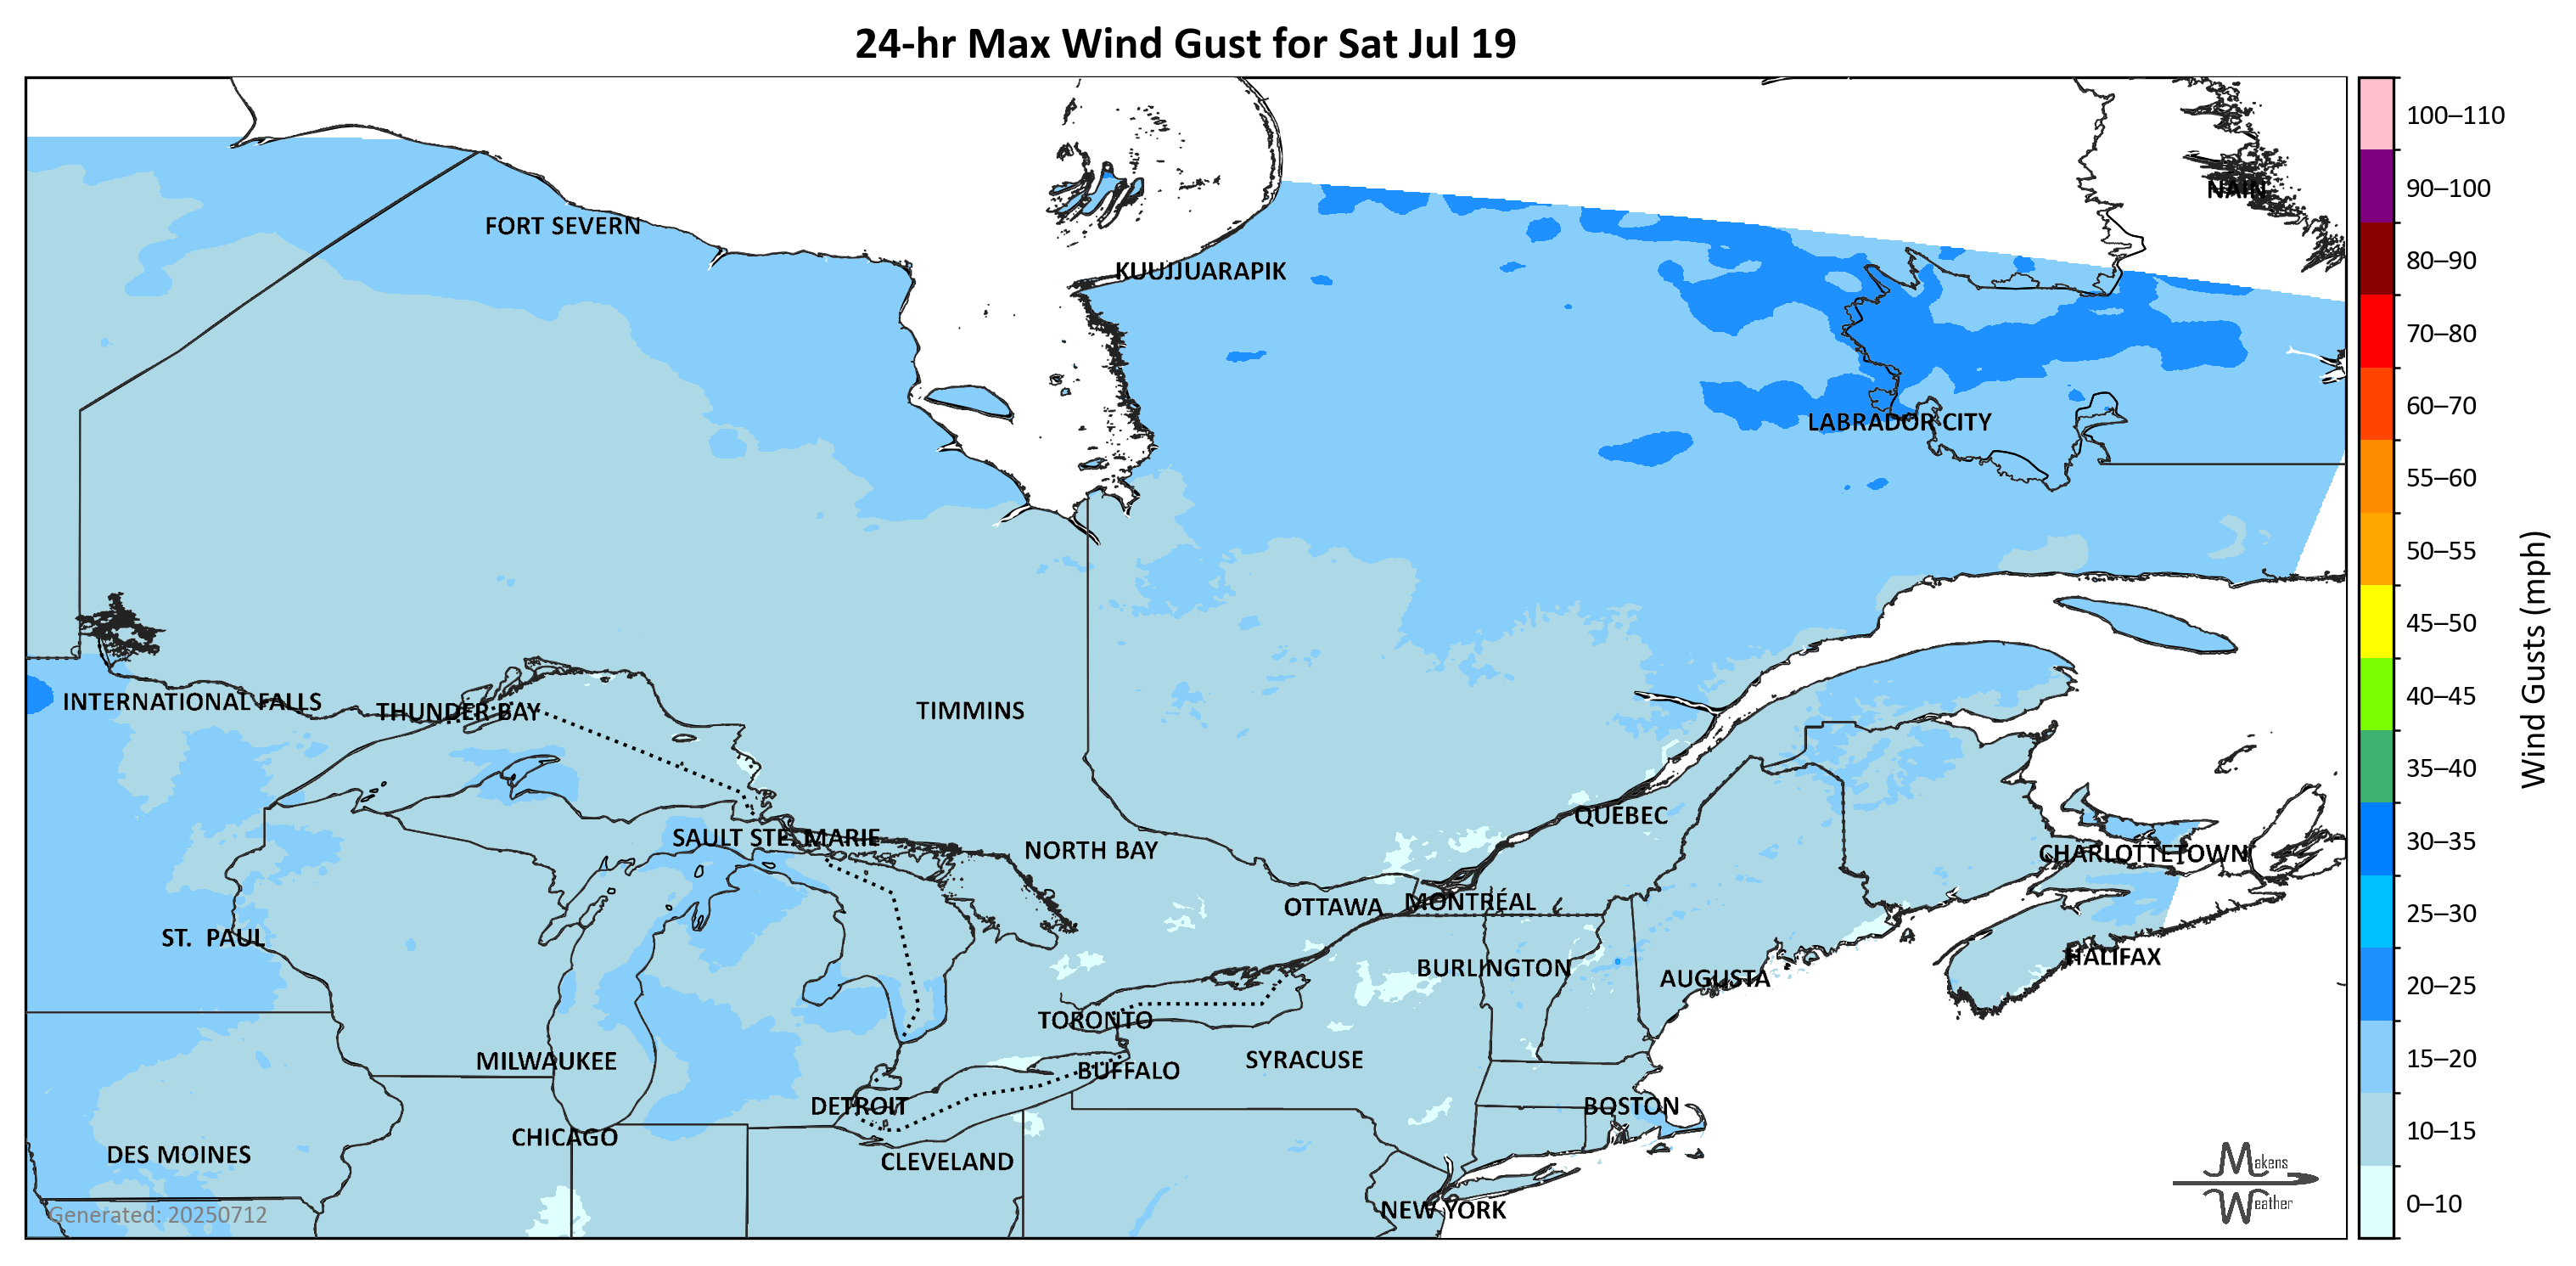 24-hr Max Wind Gust for Sat Jul 19
100–110
90–100
80–90
70–80
60–70
55–60
50–55
45–50
40–45
35–40
30–35
25–30
20–25
15–20
10–15
0–10
Wind Gusts (mph)
NAIN
FORT SEVERN
KUUJJUARAPIK
LABRADOR CITY
INTERNATIONAL FALLS
THUNDER BAY
TIMMINS
QUÉBEC
SAULT STE. MARIE
NORTH BAY
CHARLOTTETOWN
OTTAWA
MONTRÉAL
ST.  PAUL
HALIFAX
BURLINGTON
AUGUSTA
TORONTO
MILWAUKEE
BUFFALO
SYRACUSE
DETROIT
BOSTON
CHICAGO
DES MOINES
CLEVELAND
NEW YORK
Generated: 20250712
Makens
Weather